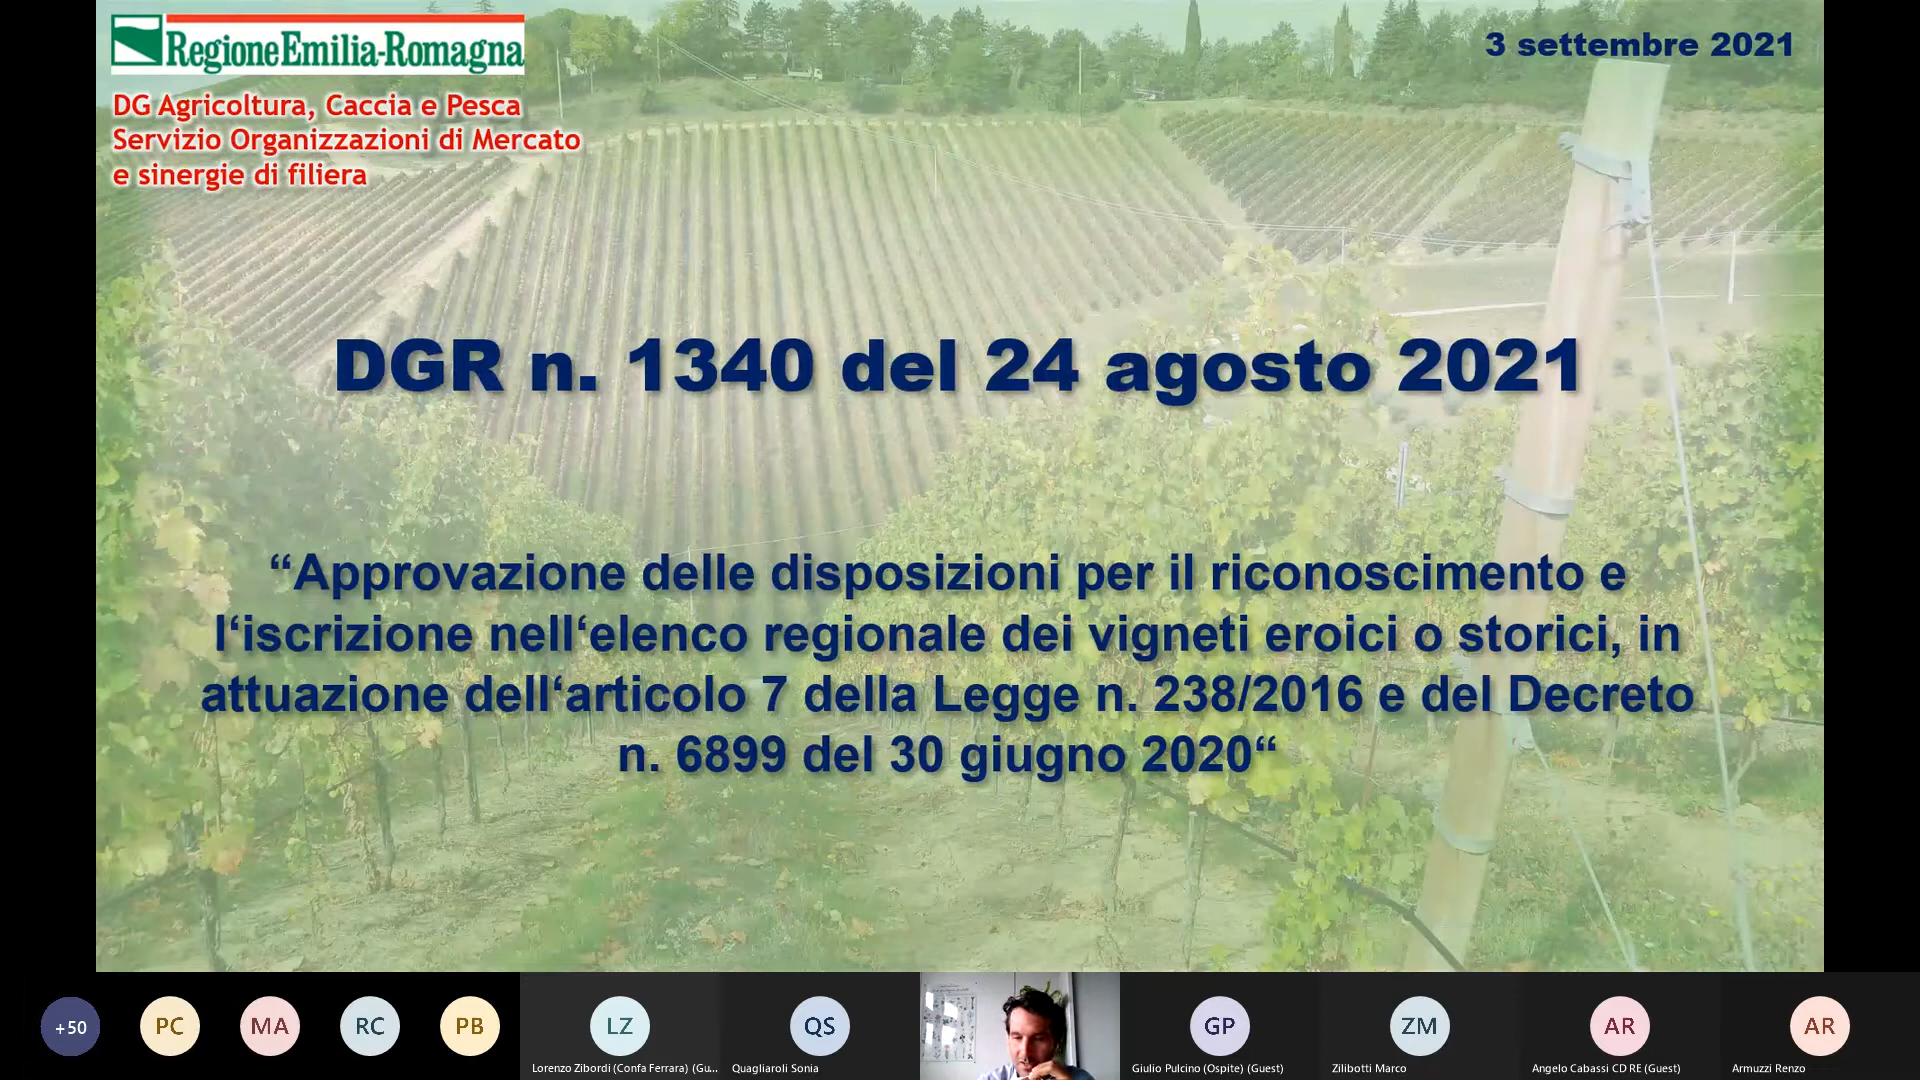 RegioneEmilia-Romagna
3 settembre 2021
DG Agricoltura, Caccia e Pesca
Servizio Organizzazioni di Mercato
e sinergie di filiera
DGR n. 1340 del 24 agosto 2021
“Approvazione delle disposizioni per il riconoscimento e
l‘iscrizione nell‘elenco regionale dei vigneti eroici o storici, in
attuazione dell‘articolo 7 della Legge n. 238/2016 e del Decreto
n. 6899 del 30 giugno 2020“
+50
PC
MA
RC
PB
LZ
QS
GP
ZM
AR
AR
Lorenzo Zibordi (Confa Ferrara) (Gu...
Quagliaroli Sonia
Giulio Pulcino (Ospite) (Guest)
Zilibotti Marco
Angelo Cabassi CD RE (Guest)
Armuzzi Renzo